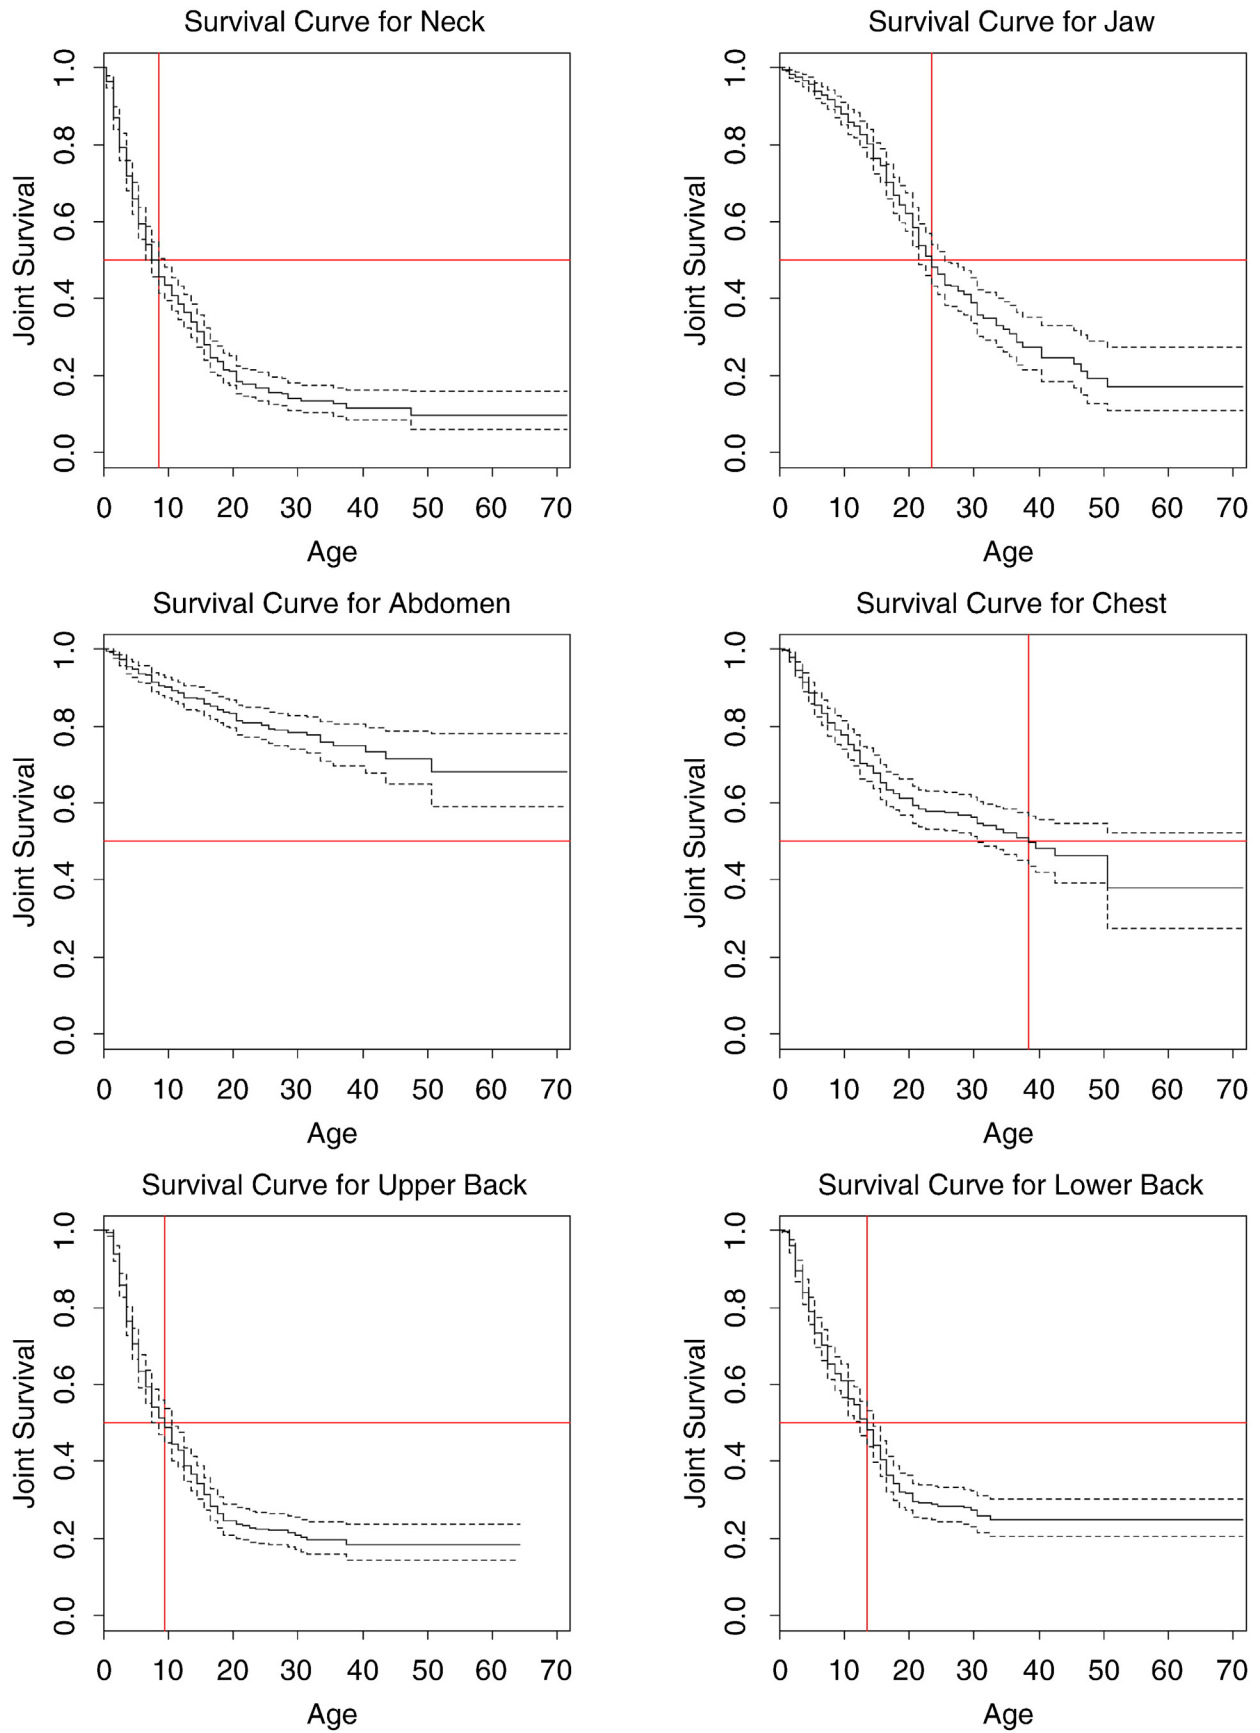 Survival Curve for Neck
Joint Survival
1.0
0.8
0.6
0.4
0.2
0.0
0 10 20 30 40 50 60 70
Age
Survival Curve for Jaw
Joint Survival
1.0
0.8
0.6
0.4
0.2
0.0
0 10 20 30 40 50 60 70
Age
Survival Curve for Abdomen
Joint Survival
1.0
0.8
0.6
0.4
0.2
0.0
0 10 20 30 40 50 60 70
Age
Survival Curve for Chest
Joint Survival
1.0
0.8
0.6
0.4
0.2
0.0
0 10 20 30 40 50 60 70
Age
Survival Curve for Upper Back
Joint Survival
1.0
0.8
0.6
0.4
0.2
0.0
0 10 20 30 40 50 60 70
Age
Survival Curve for Lower Back
Joint Survival
1.0
0.8
0.6
0.4
0.2
0.0
0 10 20 30 40 50 60 70
Age